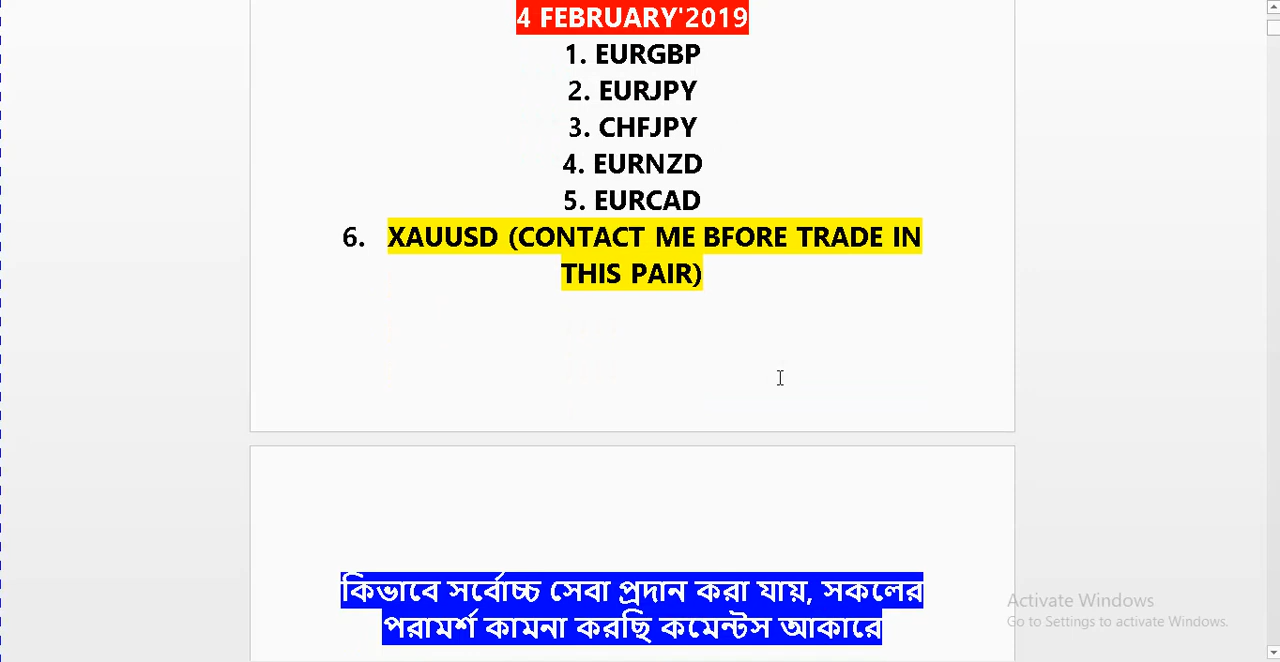 4 FEBRUARY'2019
1. EURGBP
2. EURJPY
3. CHFJPY
4. EURNZD
5. EURCAD
6. XAUUSD (CONTACT ME BFORE TRADE IN
THIS PAIR)
কিভাবে সর্বোচ্চ সেবা প্রদান করা যায়, সকলের
পরামর্শ কামনা করছি কমেন্টস আকারে
Activate Windows
Go to Settings to activate Windows.